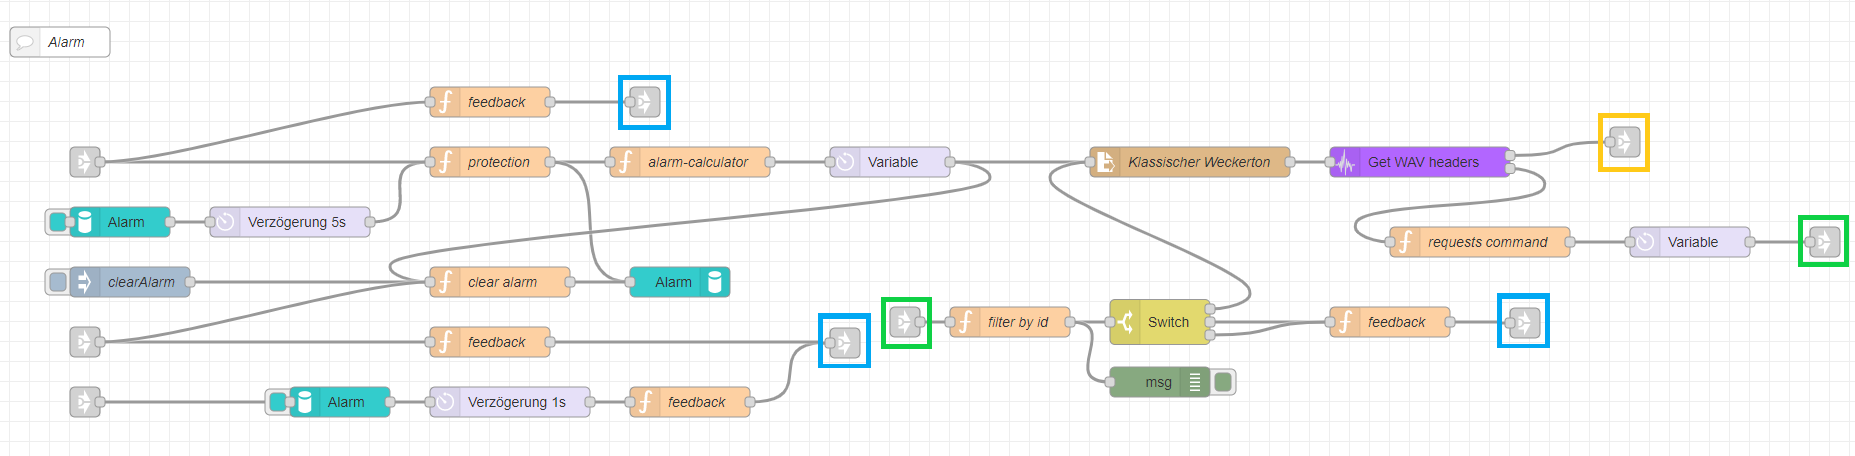 Alarm
feedback
protection
alarm-calculator
Variable
Klassischer Weckerton
Get WAV headers
Alarm
Verzögerung 5s
requests command
Variable
clearAlarm
clear alarm
Alarm
filter by id
Switch
feedback
feedback
msg
Alarm
Verzögerung 1s
feedback